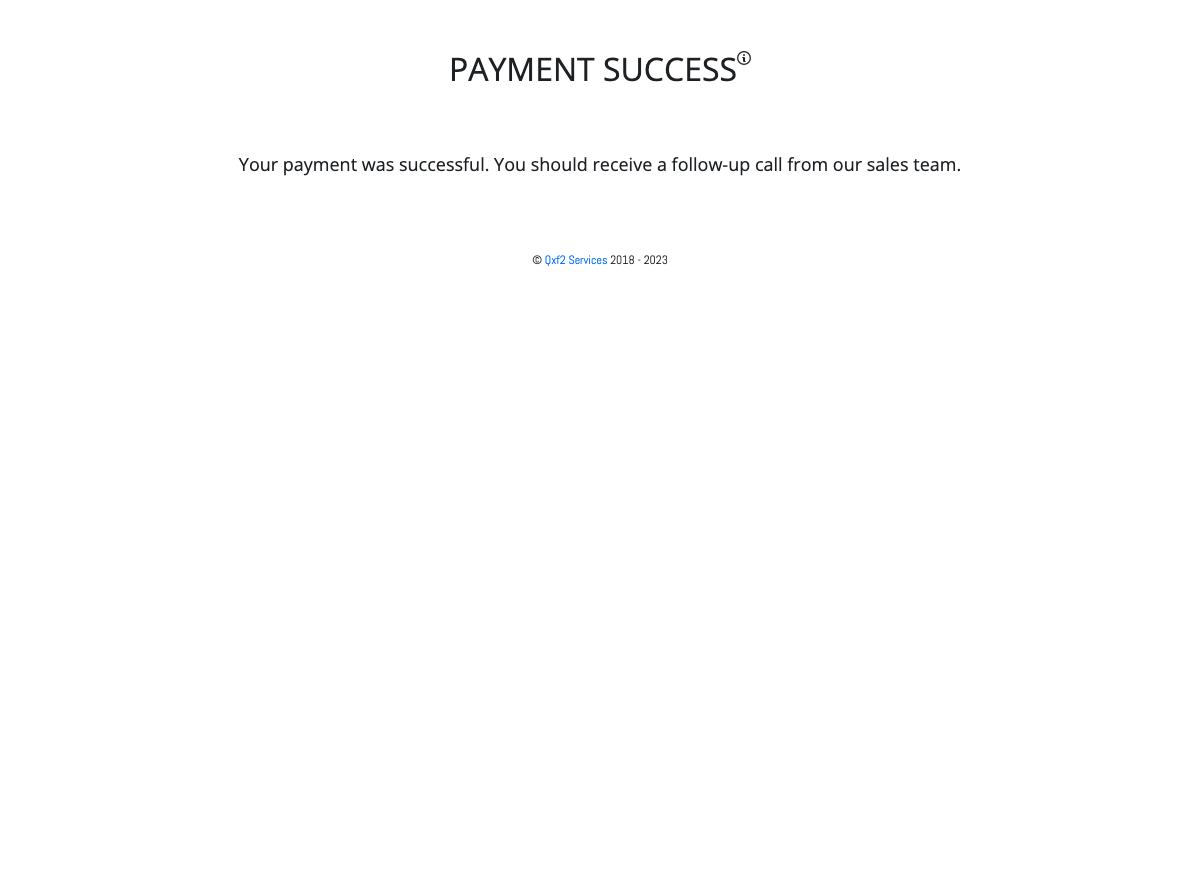 PAYMENT SUCCESS
Your payment was successful. You should receive a follow-up call from our sales team.
© Qxf2 Services 2018 - 2023